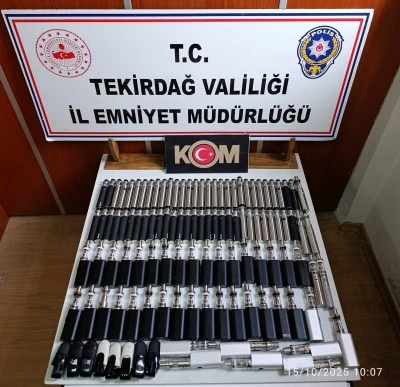 POLİS
T.C.
TEKİRDAĞ VALİLİĞİ
İL EMNİYET MÜDÜRLÜĞÜ
KOM
15/10/2025 10:07